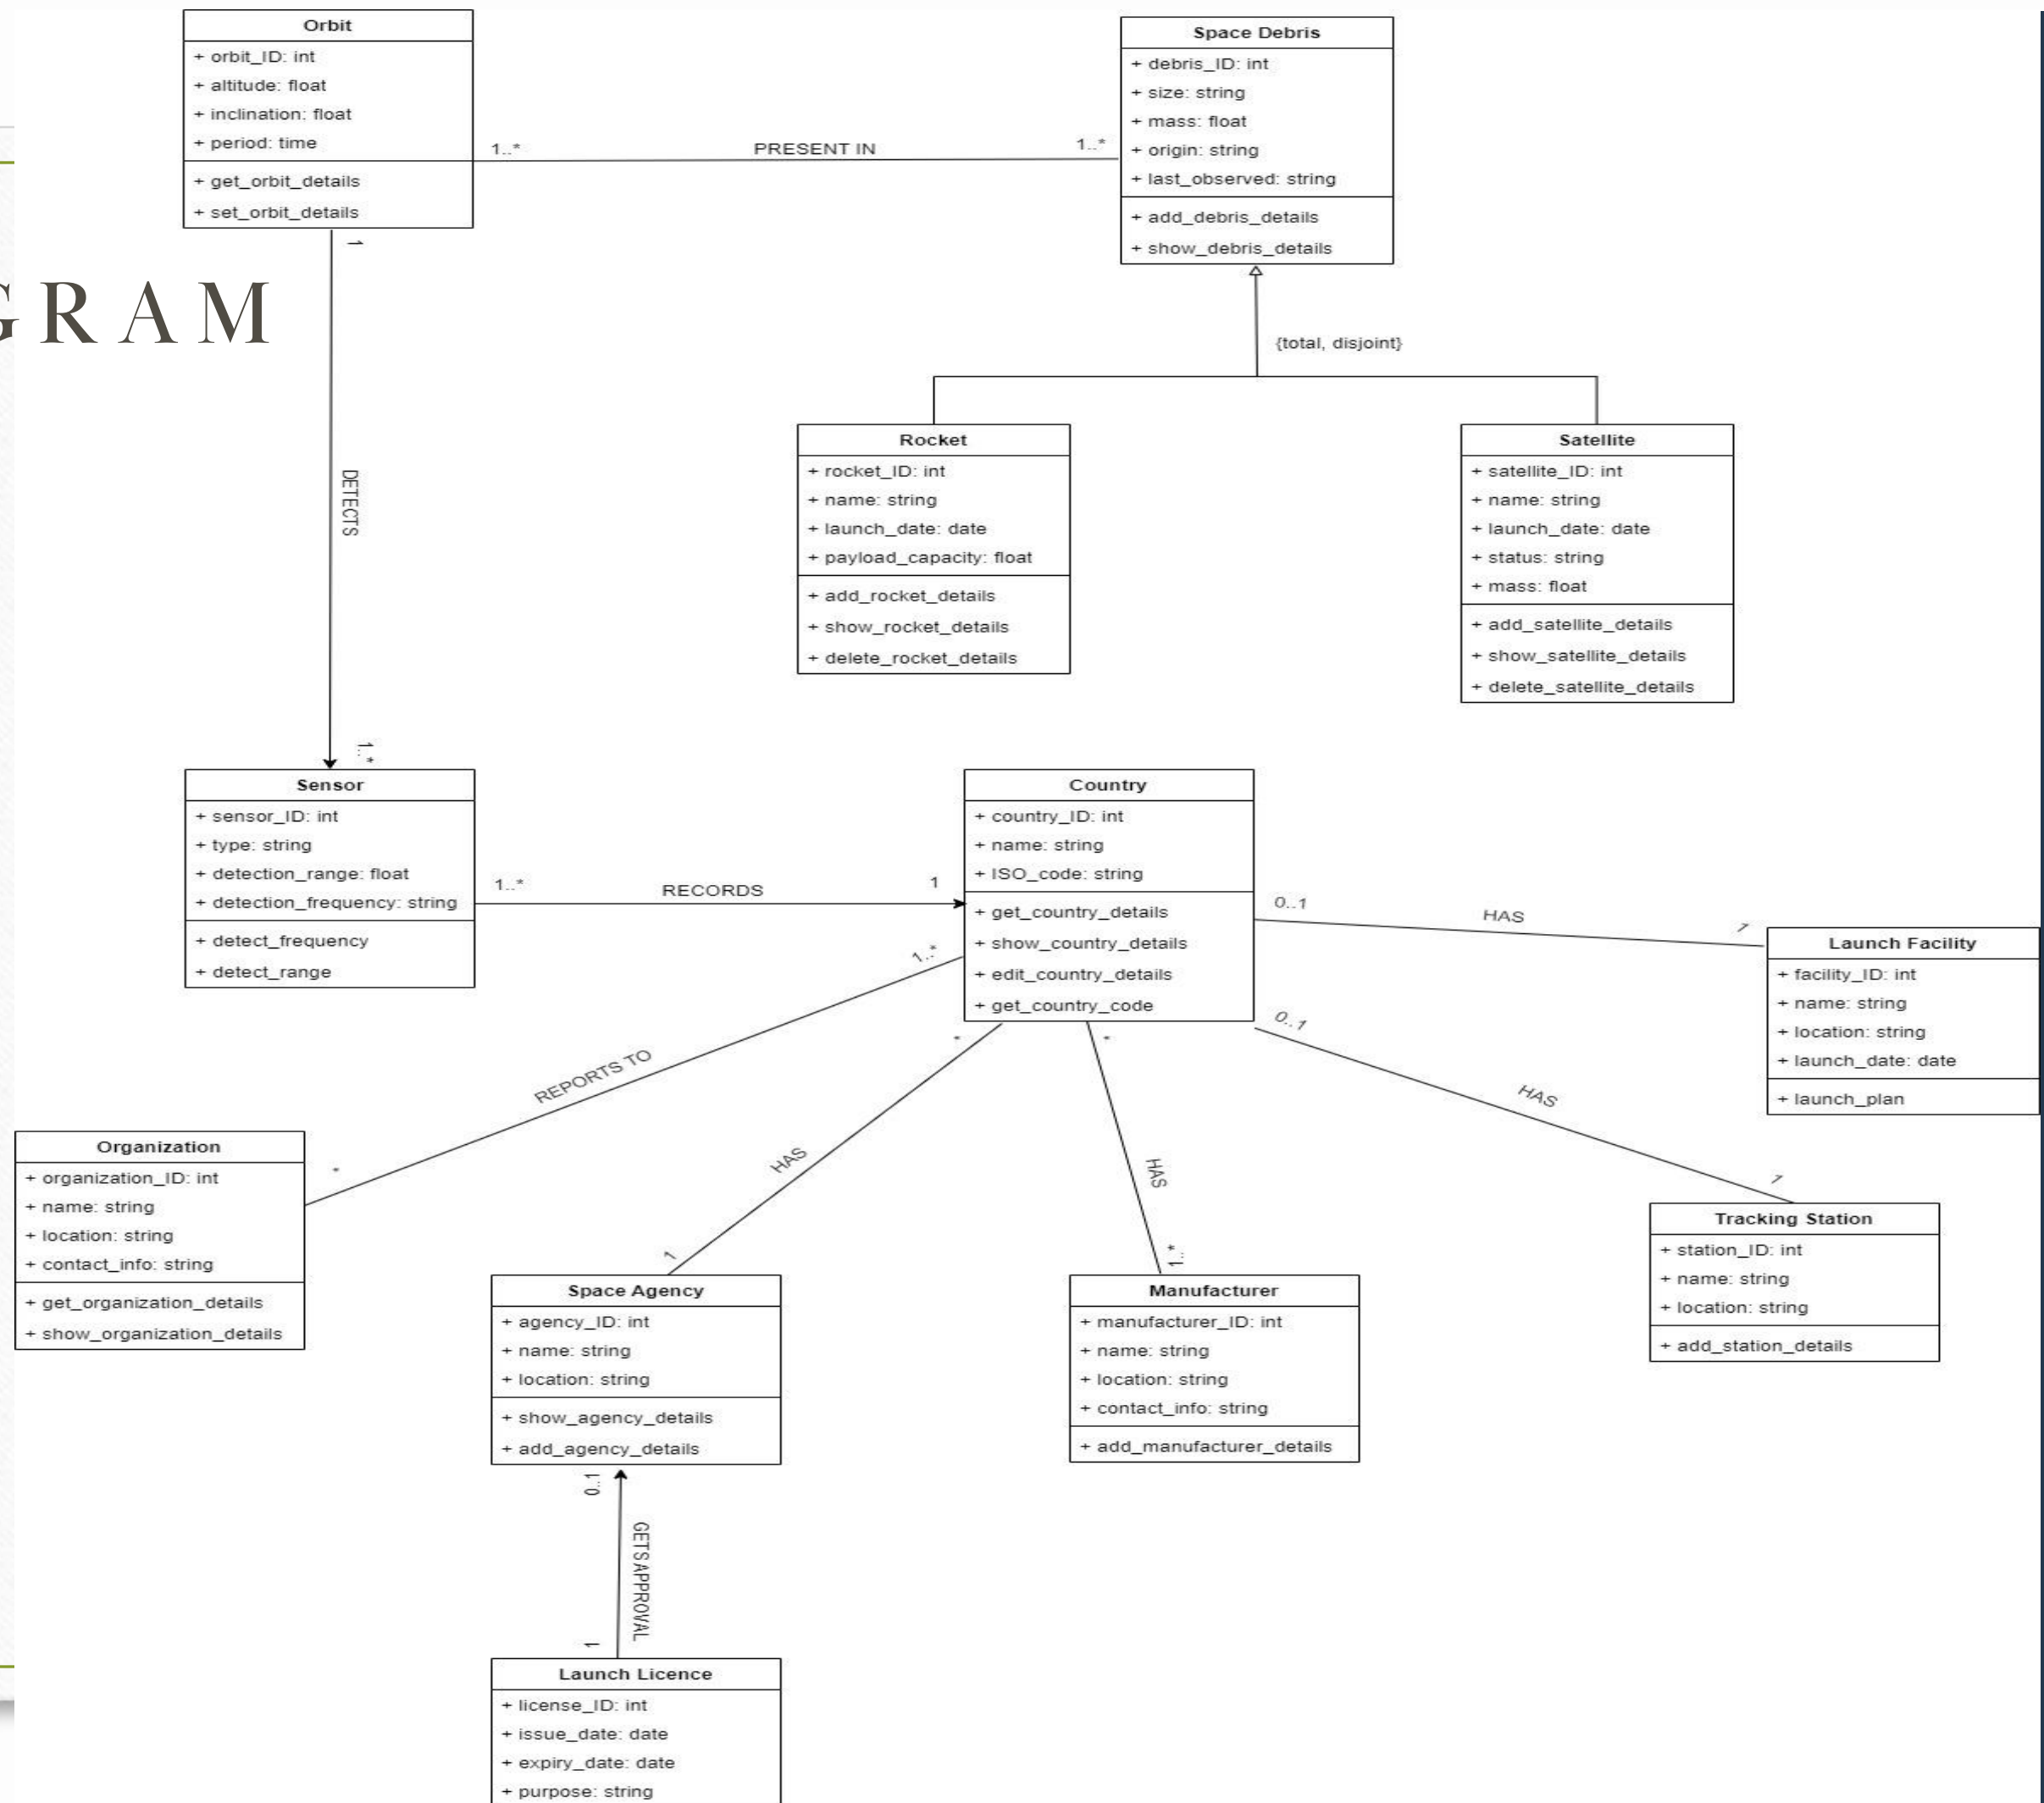 Orbit
+ orbit_ID: int
+ altitude: float
+ inclination: float
+ period: time
+ get_orbit_details
+ set_orbit_details
1..*
PRESENT IN
1..*
Space Debris
+ debris_ID: int
+ size: string
+ mass: float
+ origin: string
+ last_observed: string
+ add_debris_details
+ show_debris_details
1
GRAM
{total, disjoint}
DETECTS
1..*
Rocket
+ rocket_ID: int
+ name: string
+ launch_date: date
+ payload_capacity: float
+ add_rocket_details
+ show_rocket_details
+ delete_rocket_details
Satellite
+ satellite_ID: int
+ name: string
+ launch_date: date
+ status: string
+ mass: float
+ add_satellite_details
+ show_satellite_details
+ delete_satellite_details
Sensor
+ sensor_ID: int
+ type: string
+ detection_range: float
+ detection_frequency: string
+ detect_frequency
+ detect_range
1..*
RECORDS
1
Country
+ country_ID: int
+ name: string
+ ISO_code: string
+ get_country_details
+ show_country_details
+ edit_country_details
+ get_country_code
0..1
HAS
1
Launch Facility
+ facility_ID: int
+ name: string
+ location: string
+ launch_date: date
+ launch_plan
1..*
REPORTS TO
*
*
HAS
1
*
HAS
1..*
0..1
HAS
1
Organization
+ organization_ID: int
+ name: string
+ location: string
+ contact_info: string
+ get_organization_details
+ show_organization_details
Space Agency
+ agency_ID: int
+ name: string
+ location: string
+ show_agency_details
+ add_agency_details
Manufacturer
+ manufacturer_ID: int
+ name: string
+ location: string
+ contact_info: string
+ add_manufacturer_details
Tracking Station
+ station_ID: int
+ name: string
+ location: string
+ add_station_details
0..1
GETS APPROVAL
1
Launch Licence
+ license_ID: int
+ issue_date: date
+ expiry_date: date
+ purpose: string